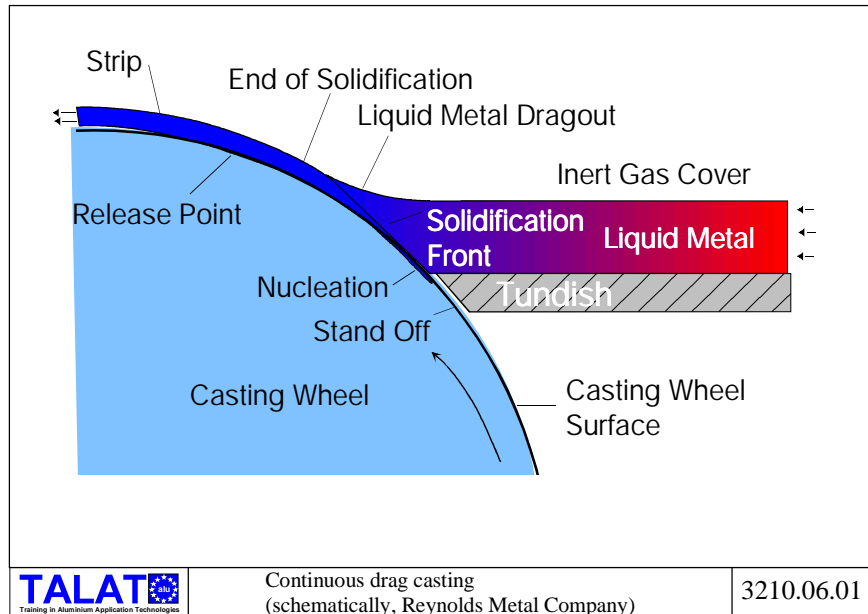 Strip
End of Solidification
Liquid Metal Dragout
Inert Gas Cover
Release Point
Solidification
Front
Liquid Metal
Nucleation
Tundish
Stand Off
Casting Wheel
Casting Wheel
Surface
TALAT
alu
Training in Aluminium Application Technologies
Continuous drag casting
(schematically, Reynolds Metal Company)
3210.06.01